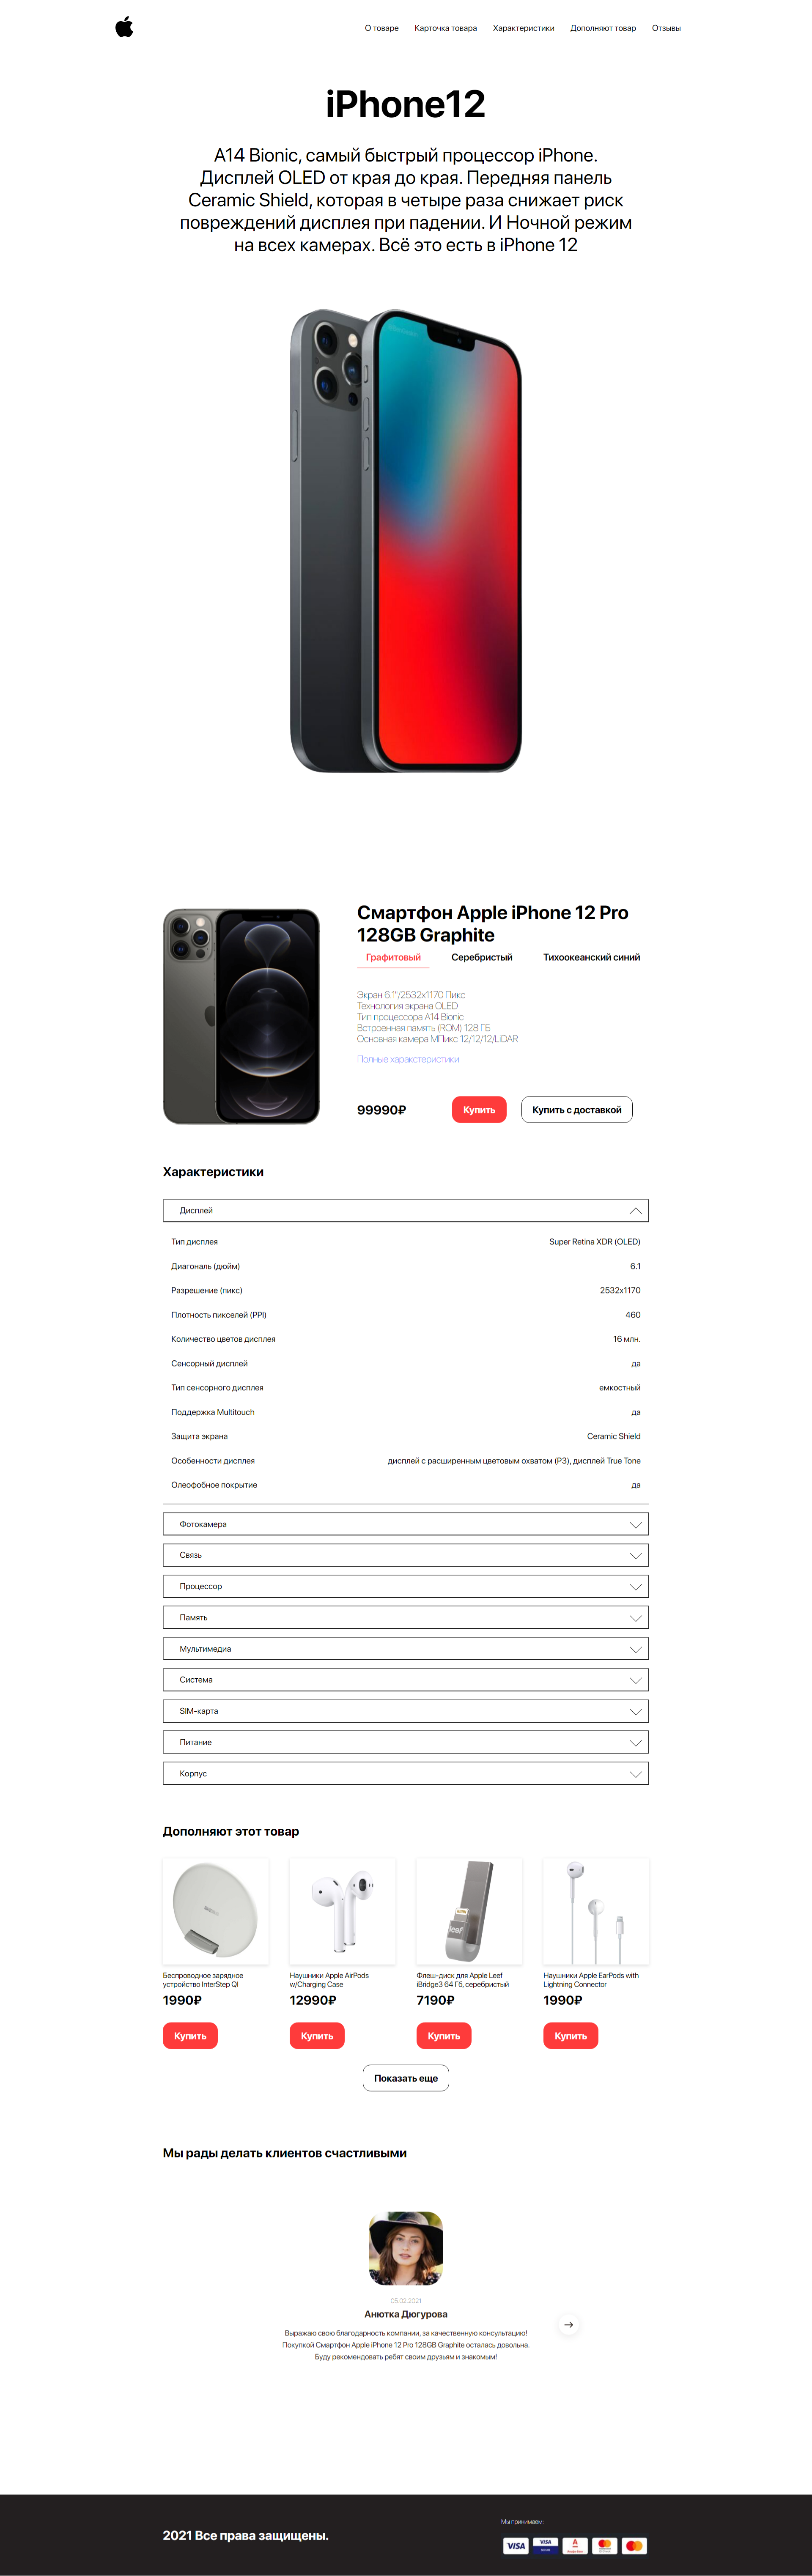 О товаре Карточка товара Характеристики Дополняют товар Отзывы
iPhone12
A14 Bionic, самый быстрый процессор iPhone.
Дисплей OLED от края до края. Передняя панель
Ceramic Shield, которая в четыре раза снижает риск
повреждений дисплея при падении. И Ночной режим
на всех камерах. Всё это есть в iPhone 12
Смартфон Apple iPhone 12 Pro
128GB Graphite
Графитовый Серебристый Тихоокеанский синий
Экран 6.1"/2532x1170 Пикс
Технология экрана OLED
Тип процессора A14 Bionic
Встроенная память (ROM) 128 ГБ
Основная камера МПикс 12/12/12/LiDAR
Полные харакстеристики
99990₽ Купить Купить с доставкой
Характеристики
Дисплей
Тип дисплея Super Retina XDR (OLED)
Диагональ (дюйм) 6.1
Разрешение (пикс) 2532x1170
Плотность пикселей (PPI) 460
Количество цветов дисплея 16 млн.
Сенсорный дисплей да
Тип сенсорного дисплея емкостный
Поддержка Multitouch да
Защита экрана Ceramic Shield
Особенности дисплея дисплей с расширенным цветовым охватом (P3), дисплей True Tone
Олеофобное покрытие да
Фотокамера
Связь
Процессор
Память
Мультимедиа
Система
SIM-карта
Питание
Корпус
Дополняют этот товар
leef
Беспроводное зарядное
устройство InterStep QI
1990₽
Купить
Наушники Apple AirPods
w/Charging Case
12990₽
Купить
Флеш-диск для Apple Leef
iBridge3 64 Гб, серебристый
7190₽
Купить
Наушники Apple EarPods with
Lightning Connector
1990₽
Купить
Показать еще
Мы рады делать клиентов счастливыми
05.02.2021
Анютка Дюгурова
Выражаю свою благодарность компании, за качественную консультацию!
Покупкой Смартфон Apple iPhone 12 Pro 128GB Graphite осталась довольна.
Буду рекомендовать ребят своим друзьям и знакомым!
2021 Все права защищены.
Мы принимаем:
VISA VISA